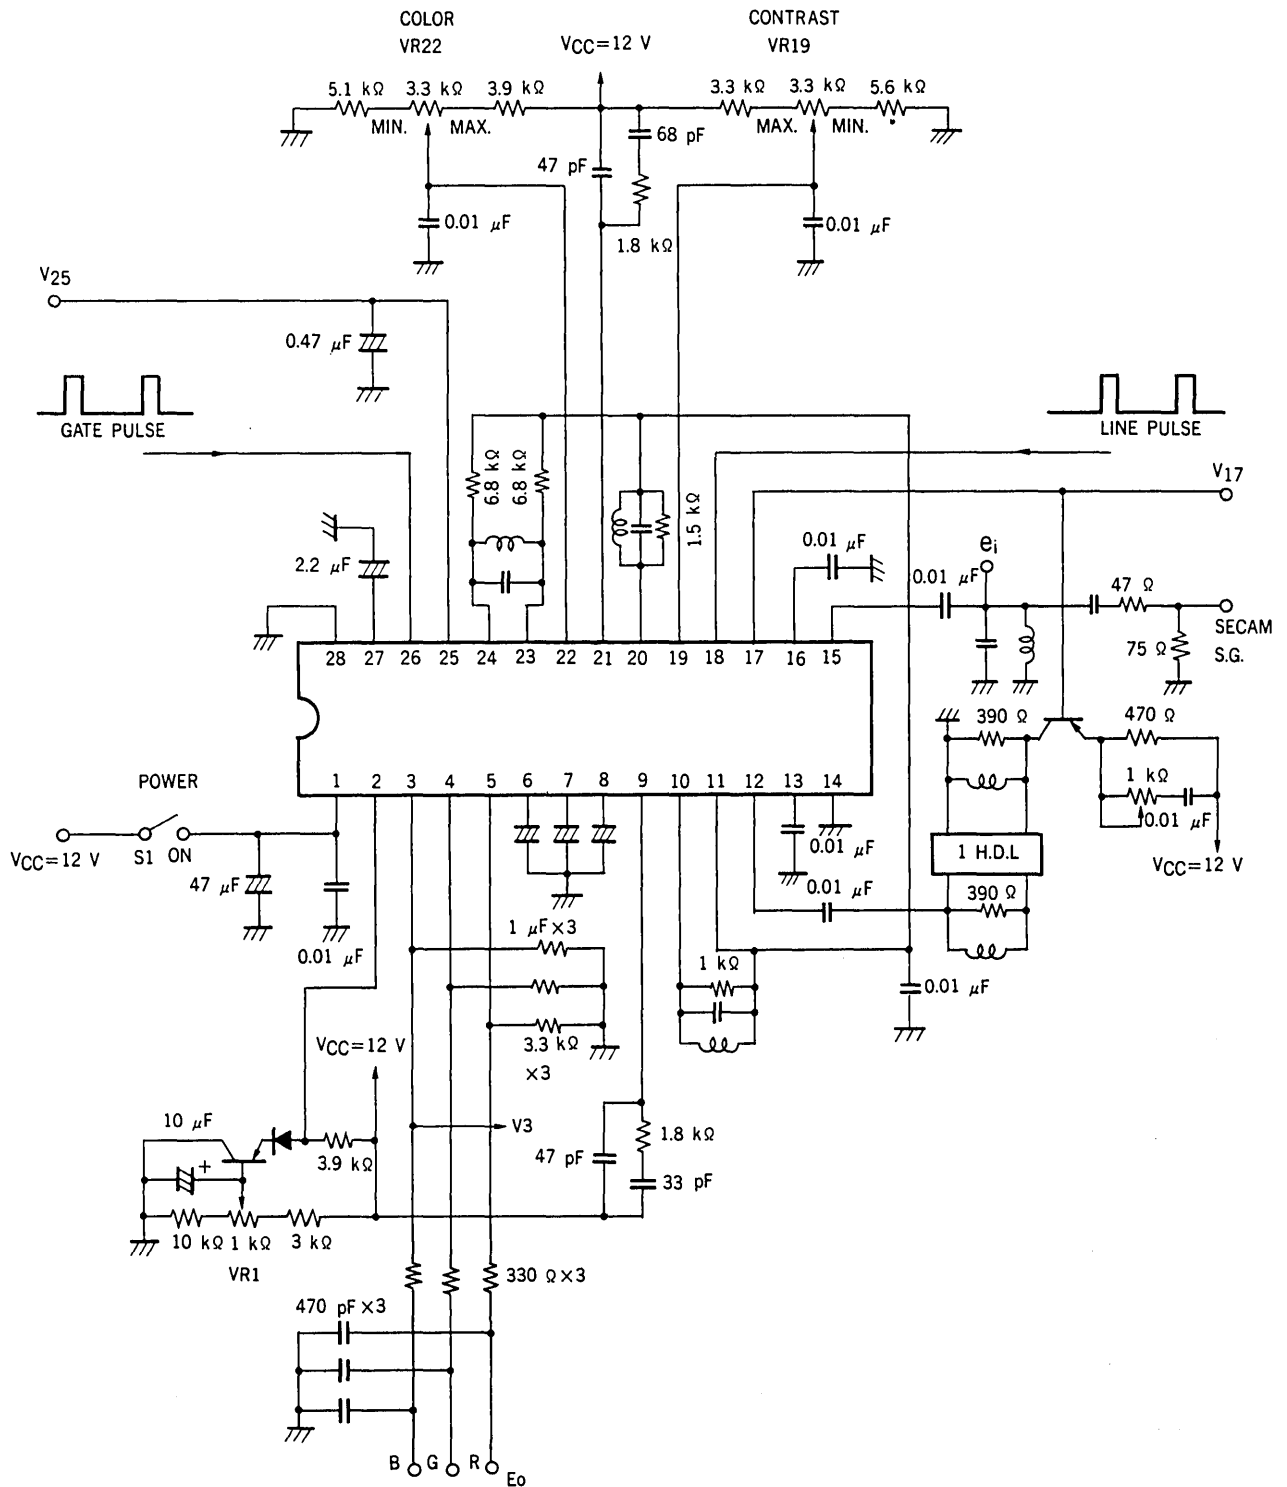 COLOR
VR22
VCC=12 V
CONTRAST
VR19
5.1 kΩ
3.3 kΩ
3.9 kΩ
3.3 kΩ
3.3 kΩ
5.6 kΩ
MIN.
MAX.
MAX.
MIN.
68 pF
47 pF
0.01 μF
1.8 kΩ
0.01 μF
V25
0.47 μF
GATE PULSE
LINE PULSE
6.8 kΩ
6.8 kΩ
1.5 kΩ
V17
2.2 μF
0.01 μF
ei
0.01 μF
47 Ω
SECAM
S.G.
75 Ω
28 27 26 25 24 23 22 21 20 19 18 17 16 15
390 Ω
470 Ω
1 2 3 4 5 6 7 8 9 10 11 12 13 14
POWER
1 kΩ
0.01 μF
VCC=12 V
S1 ON
0.01 μF
1 H.D.L
VCC=12 V
47 μF
0.01 μF
390 Ω
1 μF×3
0.01 μF
1 kΩ
0.01 μF
3.3 kΩ
×3
VCC=12 V
10 μF
+
3.9 kΩ
V3
1.8 kΩ
47 pF
33 pF
10 kΩ 1 kΩ 3 kΩ
VR1
330 Ω×3
470 pF×3
B G R Eo